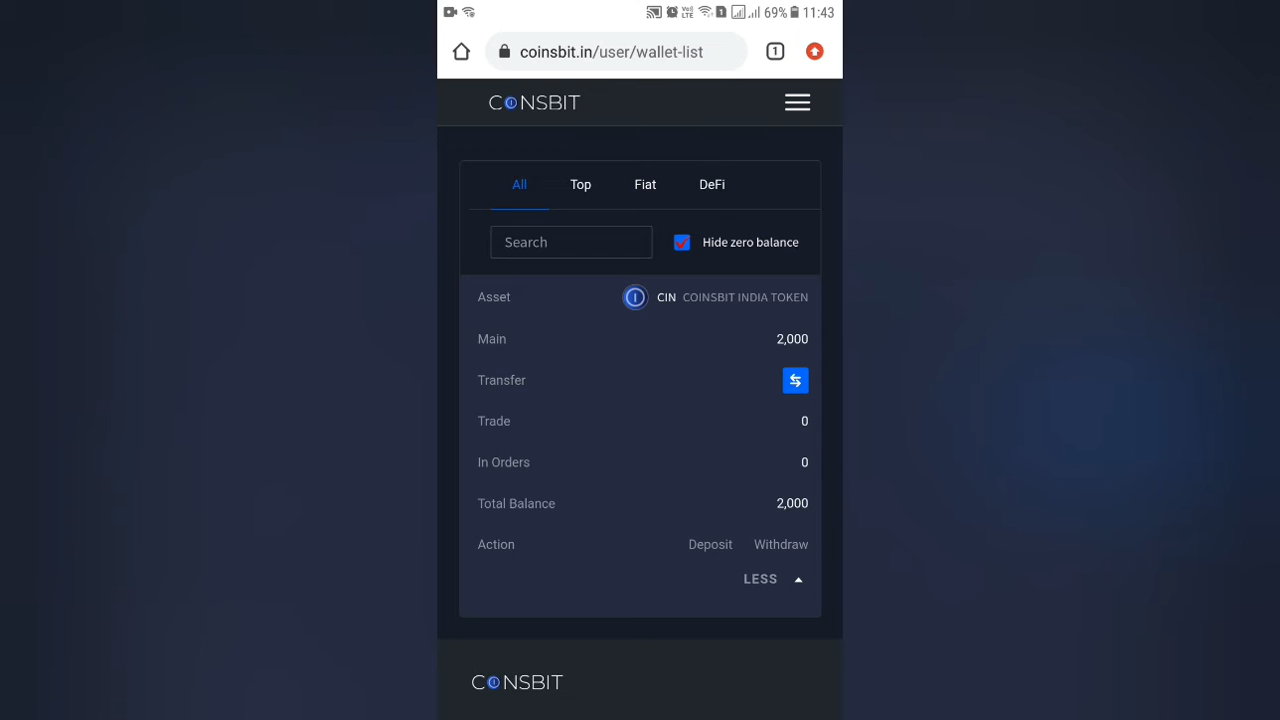 69% 11:43
coinsbit.in/user/wallet-list 1
COINSBIT
All Top Fiat DeFi
Search Hide zero balance
Asset CIN COINSBIT INDIA TOKEN
Main 2,000
Transfer
Trade 0
In Orders 0
Total Balance 2,000
Action Deposit Withdraw
LESS
COINSBIT